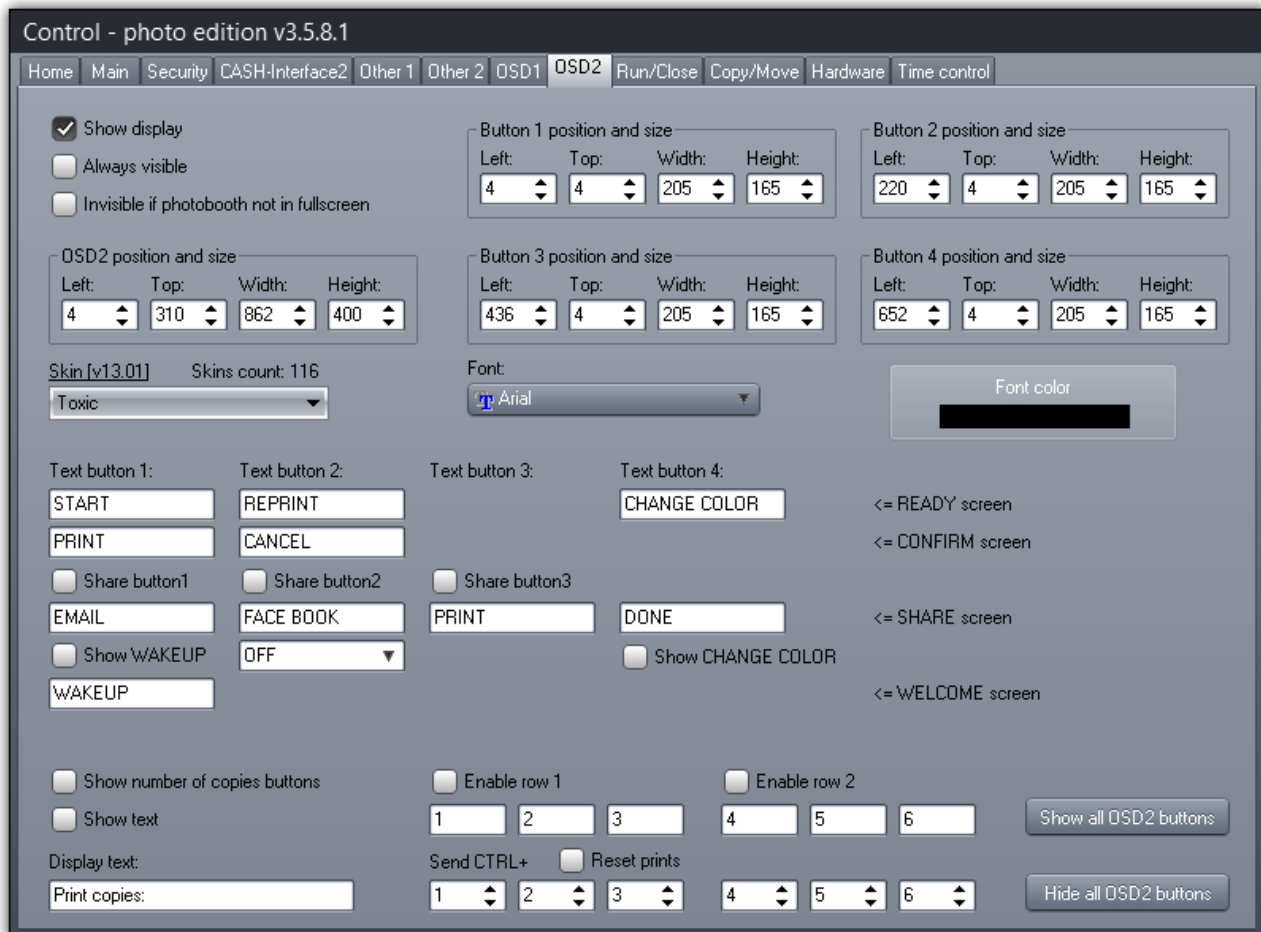 Control - photo edition v3.5.8.1
Home Main Security CASH-Interface2 Other 1 Other 2 OSD1 OSD2 Run/Close Copy/Move Hardware Time control
Show display
Always visible
Invisible if photobooth not in fullscreen
Button 1 position and size
Left: Top: Width: Height:
4 4 205 165
Button 2 position and size
Left: Top: Width: Height:
220 4 205 165
OSD2 position and size
Left: Top: Width: Height:
4 310 862 400
Button 3 position and size
Left: Top: Width: Height:
436 4 205 165
Button 4 position and size
Left: Top: Width: Height:
652 4 205 165
Skin [v13.01] Skins count: 116
Toxic
Font:
Arial
Font color
Text button 1: Text button 2: Text button 3: Text button 4:
START REPRINT CHANGE COLOR <= READY screen
PRINT CANCEL <= CONFIRM screen
Share button1 Share button2 Share button3
EMAIL FACE BOOK PRINT DONE <= SHARE screen
Show WAKEUP OFF Show CHANGE COLOR
WAKEUP <= WELCOME screen
Show number of copies buttons Enable row 1 Enable row 2
Show text 1 2 3 4 5 6 Show all OSD2 buttons
Display text: Send CTRL+ Reset prints
Print copies: 1 2 3 4 5 6 Hide all OSD2 buttons